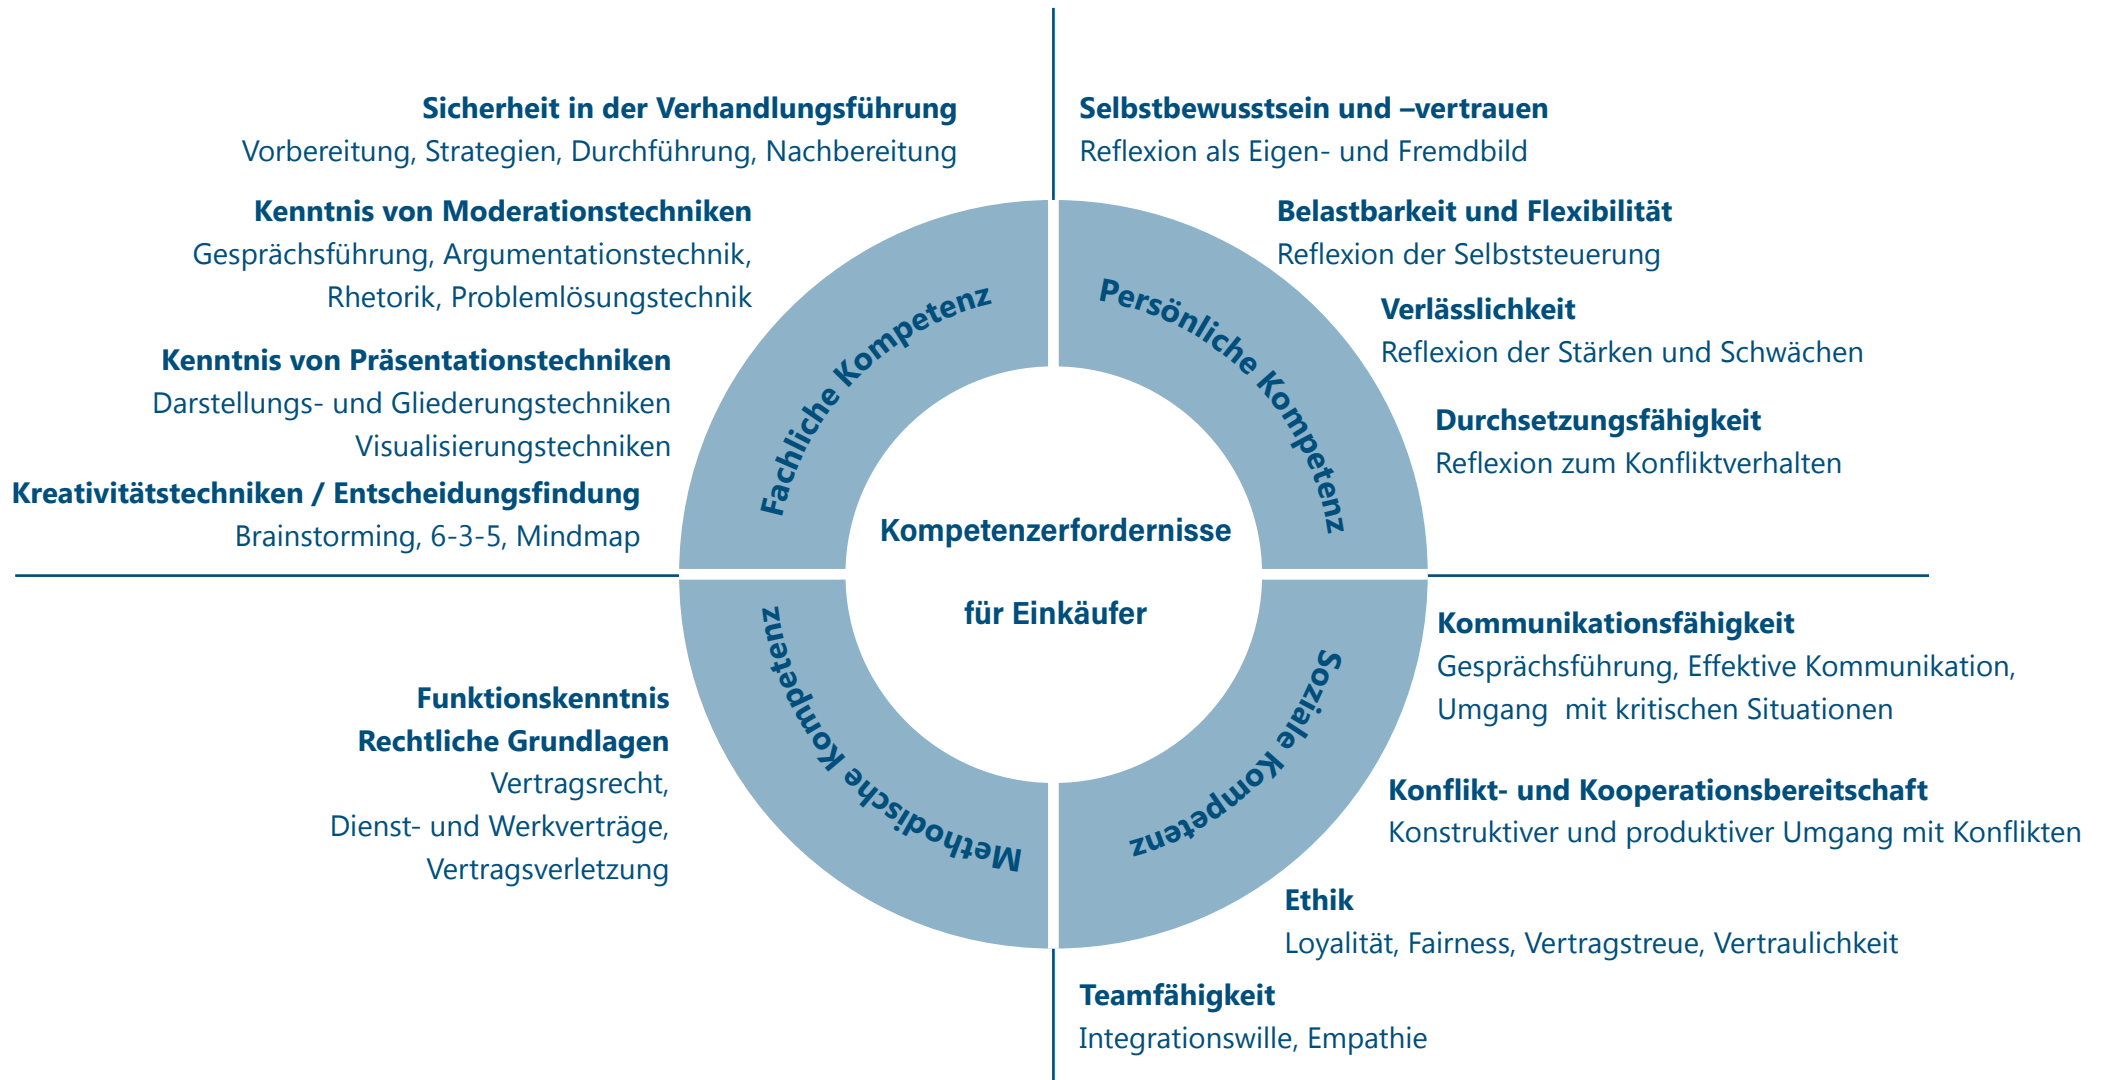 Sicherheit in der Verhandlungsführung
Vorbereitung, Strategien, Durchführung, Nachbereitung
Kenntnis von Moderationstechniken
Gesprächsführung, Argumentationstechnik,
Rhetorik, Problemlösungstechnik
Kenntnis von Präsentationstechniken
Darstellungs- und Gliederungstechniken
Visualisierungstechniken
Kreativitätstechniken / Entscheidungsfindung
Brainstorming, 6-3-5, Mindmap
Fachliche Kompetenz
Selbstbewusstsein und –vertrauen
Reflexion als Eigen- und Fremdbild
Belastbarkeit und Flexibilität
Reflexion der Selbststeuerung
Verlässlichkeit
Reflexion der Stärken und Schwächen
Durchsetzungsfähigkeit
Reflexion zum Konfliktverhalten
Persönliche Kompetenz
Kompetenzerfordernisse
für Einkäufer
Funktionskenntnis
Rechtliche Grundlagen
Vertragsrecht,
Dienst- und Werkverträge,
Vertragsverletzung
Methodische Kompetenz
Soziale Kompetenz
Kommunikationsfähigkeit
Gesprächsführung, Effektive Kommunikation,
Umgang  mit kritischen Situationen
Konflikt- und Kooperationsbereitschaft
Konstruktiver und produktiver Umgang mit Konflikten
Ethik
Loyalität, Fairness, Vertragstreue, Vertraulichkeit
Teamfähigkeit
Integrationswille, Empathie